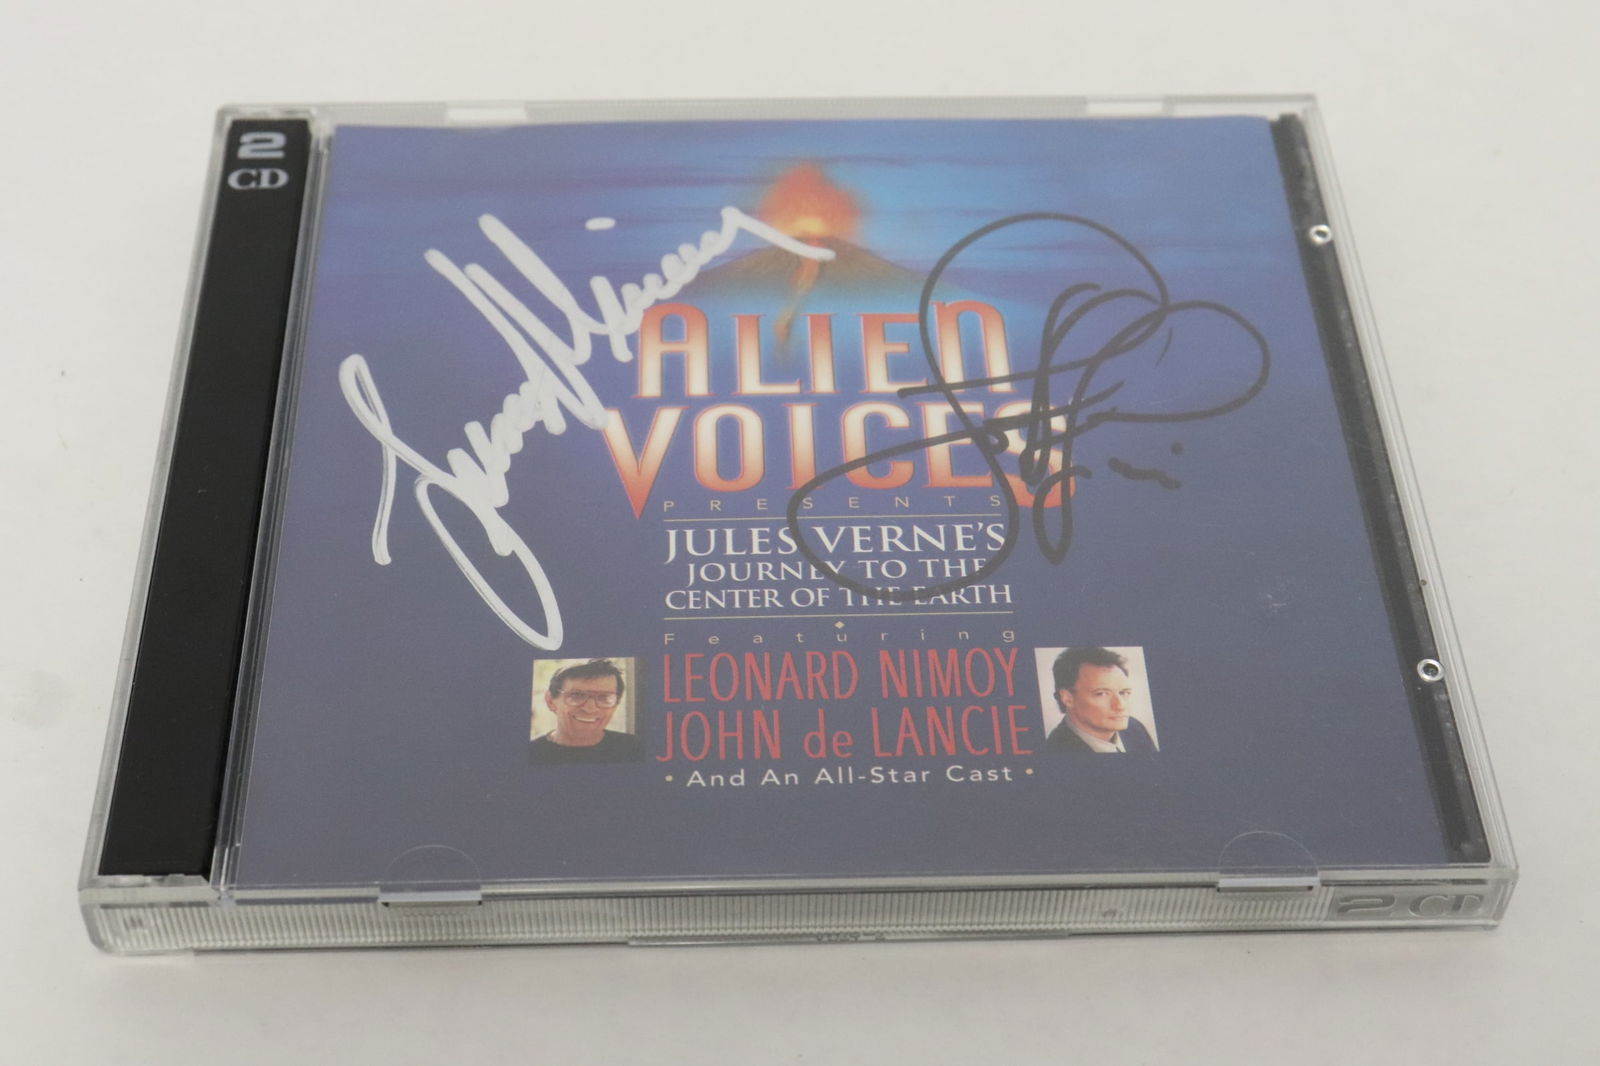 2
CD
ALIEN
VOICES
PRESENTS
JULES VERNE'S
JOURNEY TO THE
CENTER OF THE EARTH
Featuring
LEONARD NIMOY
JOHN de LANCIE
• And An All-Star Cast •
2 CD